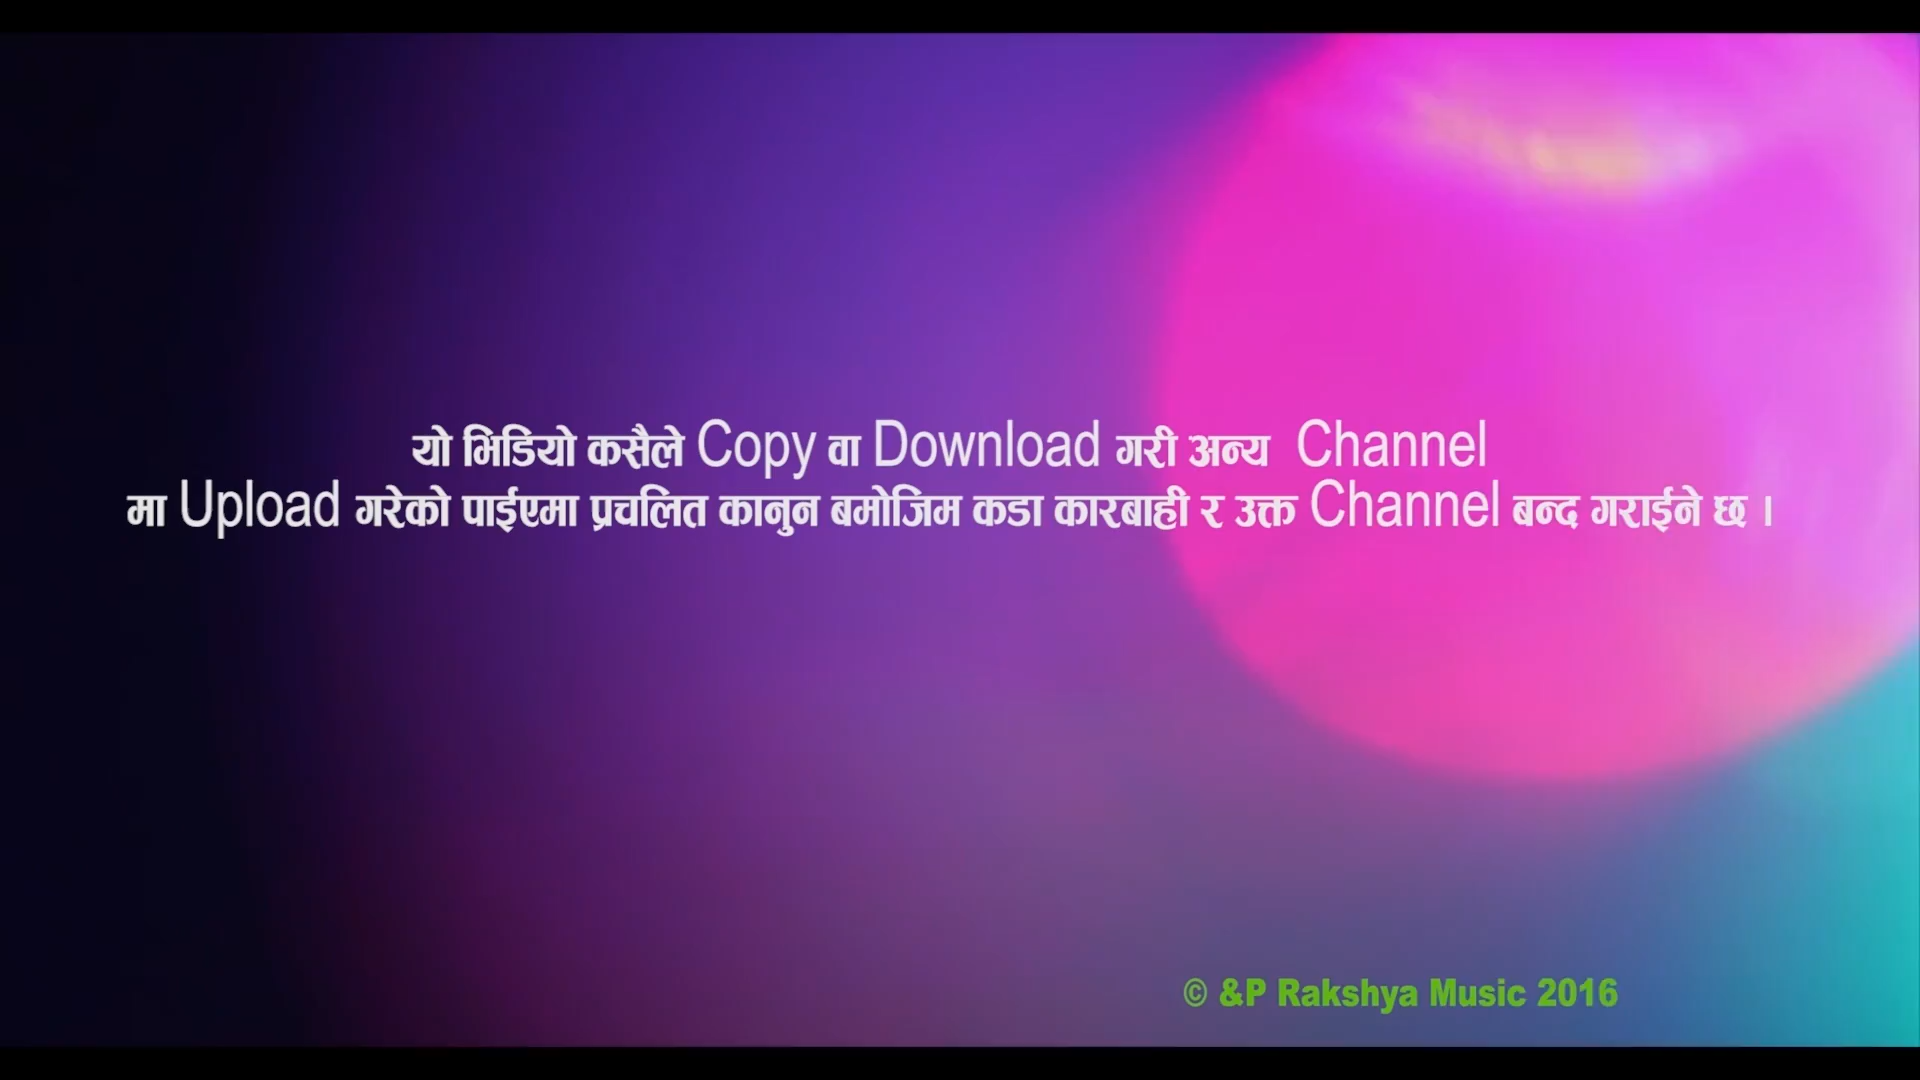 यो भिडियो कसैले Copy वा Download गरी अन्य Channel
मा Upload गरेको पाईएमा प्रचलित कानुन बमोजिम कडा कारबाही र उक्त Channel बन्द गराईने छ ।
© &P Rakshya Music 2016